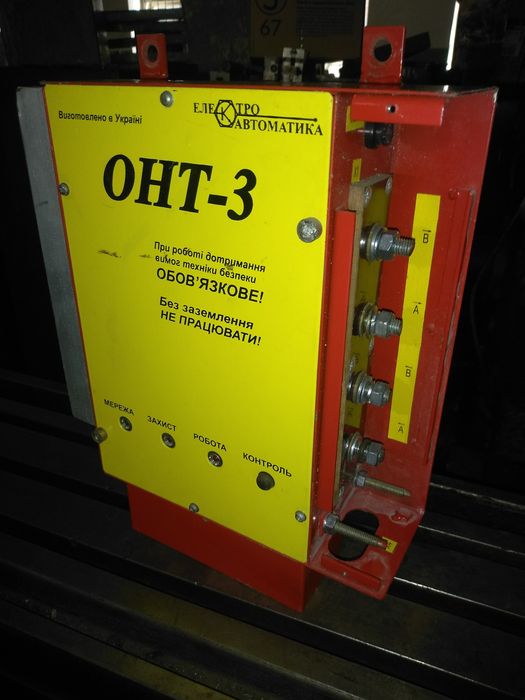 67
Виготовлено в Україні
ЕЛЕКТРО
АВТОМАТИКА
ОНТ-3
При роботі дотримання
вимог техніки безпеки
ОБОВ'ЯЗКОВЕ!
Без заземлення
НЕ ПРАЦЮВАТИ!
МЕРЕЖА
ЗАХИСТ
РОБОТА
КОНТРОЛЬ
B
A
B
A